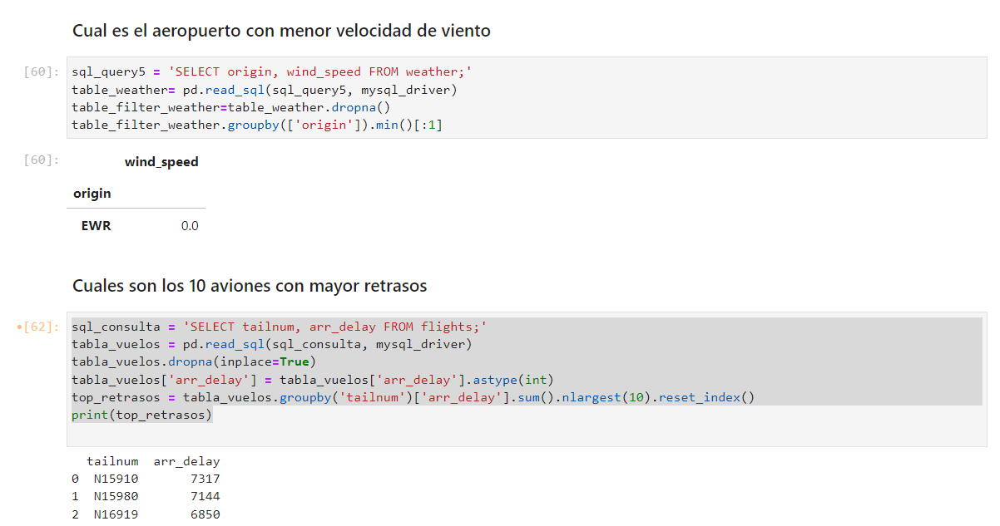 Cual es el aeropuerto con menor velocidad de viento
[60]: sql_query5 = 'SELECT origin, wind_speed FROM weather;'
table_weather= pd.read_sql(sql_query5, mysql_driver)
table_filter_weather=table_weather.dropna()
table_filter_weather.groupby(['origin']).min()[:1]
[60]: wind_speed
origin
EWR 0.0
Cuales son los 10 aviones con mayor retrasos
•[62]: sql_consulta = 'SELECT tailnum, arr_delay FROM flights;'
tabla_vuelos = pd.read_sql(sql_consulta, mysql_driver)
tabla_vuelos.dropna(inplace=True)
tabla_vuelos['arr_delay'] = tabla_vuelos['arr_delay'].astype(int)
top_retrasos = tabla_vuelos.groupby('tailnum')['arr_delay'].sum().nlargest(10).reset_index()
print(top_retrasos)
tailnum arr_delay
0 N15910 7317
1 N15980 7144
2 N16919 6850